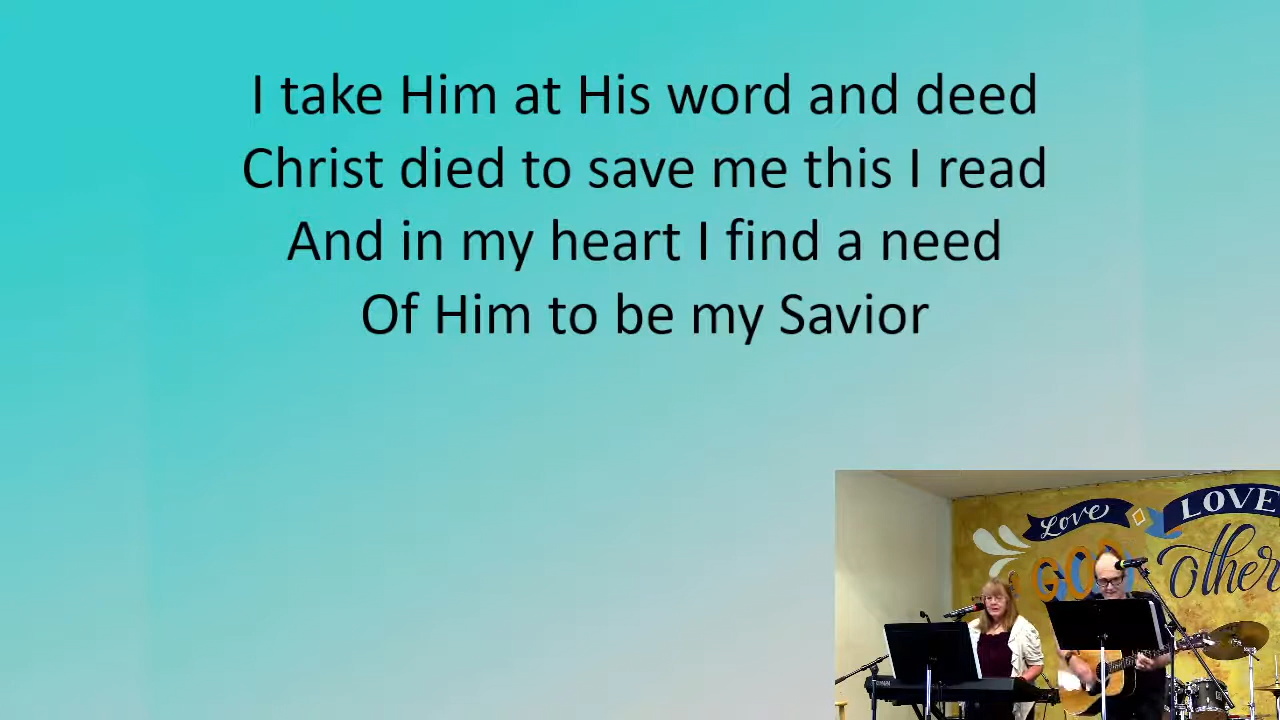 I take Him at His word and deed
Christ died to save me this I read
And in my heart I find a need
Of Him to be my Savior
Love LOVE
GOD Other